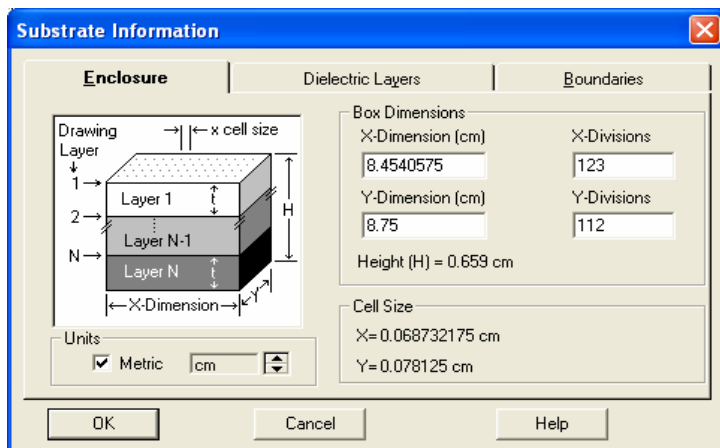 Substrate Information
Enclosure
Dielectric Layers
Boundaries
Drawing Layer
x cell size
1
Layer 1
t
H
2
Layer N-1
N
Layer N
t
X-Dimension
Y
Units
Metric
cm
Box Dimensions
X-Dimension (cm)
X-Divisions
8.4540575
123
Y-Dimension (cm)
Y-Divisions
8.75
112
Height (H) = 0.659 cm
Cell Size
X= 0.068732175 cm
Y= 0.078125 cm
OK
Cancel
Help